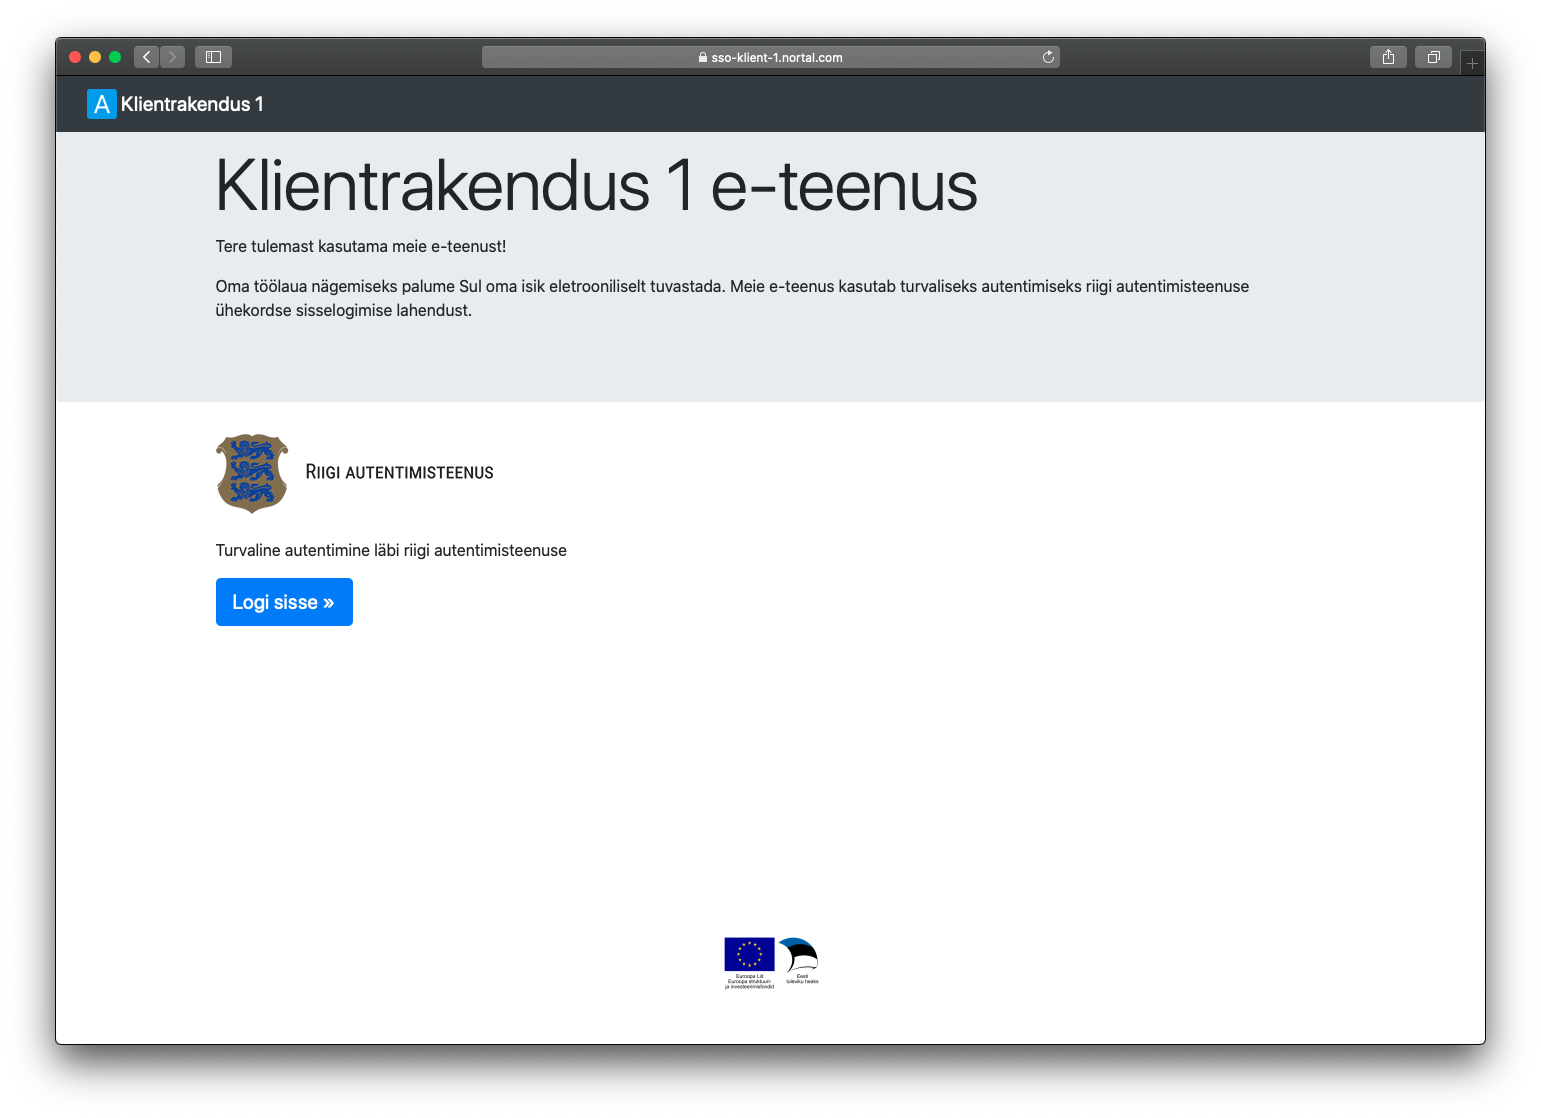 sso-klient-1.nortal.com
A Klientrakendus 1
Klientrakendus 1 e-teenus
Tere tulemast kasutama meie e-teenust!
Oma töölaua nägemiseks palume Sul oma isik eletrooniliselt tuvastada. Meie e-teenus kasutab turvaliseks autentimiseks riigi autentimisteenuse
ühekordse sisselogimise lahendust.
Riigi autentimisteenus
Turvaline autentimine läbi riigi autentimisteenuse
Logi sisse »
Euroopa Liit
Euroopa struktuuri-
ja investeerimisfondid
Eesti
tuleviku heaks